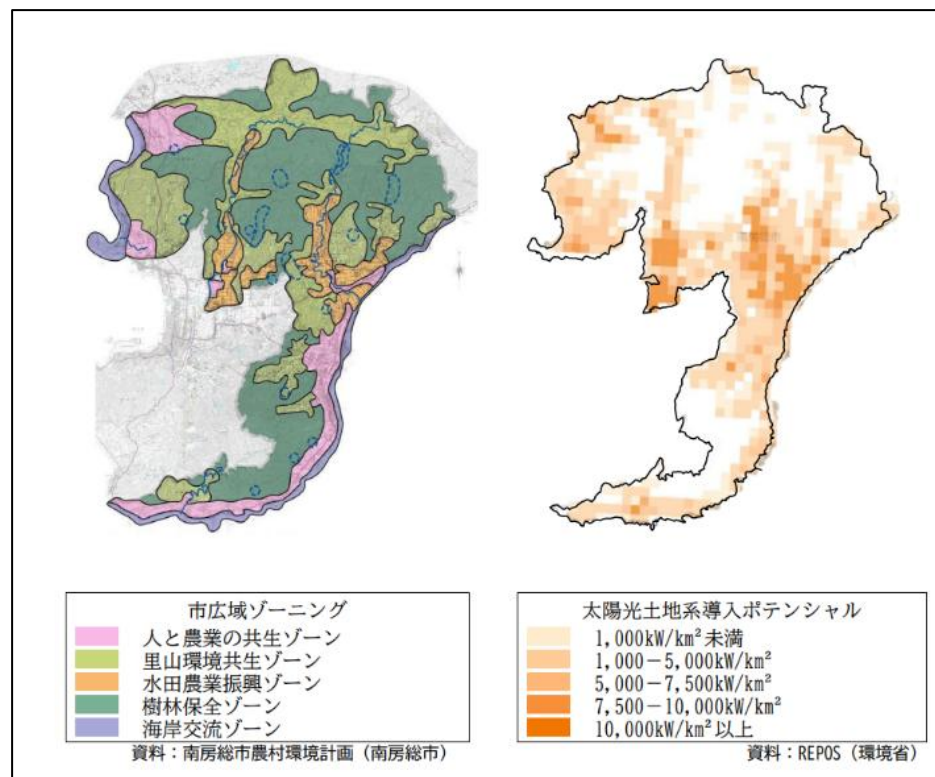 市広域ゾーニング
人と農業の共生ゾーン
里山環境共生ゾーン
水田農業振興ゾーン
樹林保全ゾーン
海岸交流ゾーン
資料：南房総市農村環境計画（南房総市）
太陽光土地系導入ポテンシャル
1,000kW/km²未満
1,000－5,000kW/km²
5,000－7,500kW/km²
7,500－10,000kW/km²
10,000kW/km²以上
資料：REPOS（環境省）